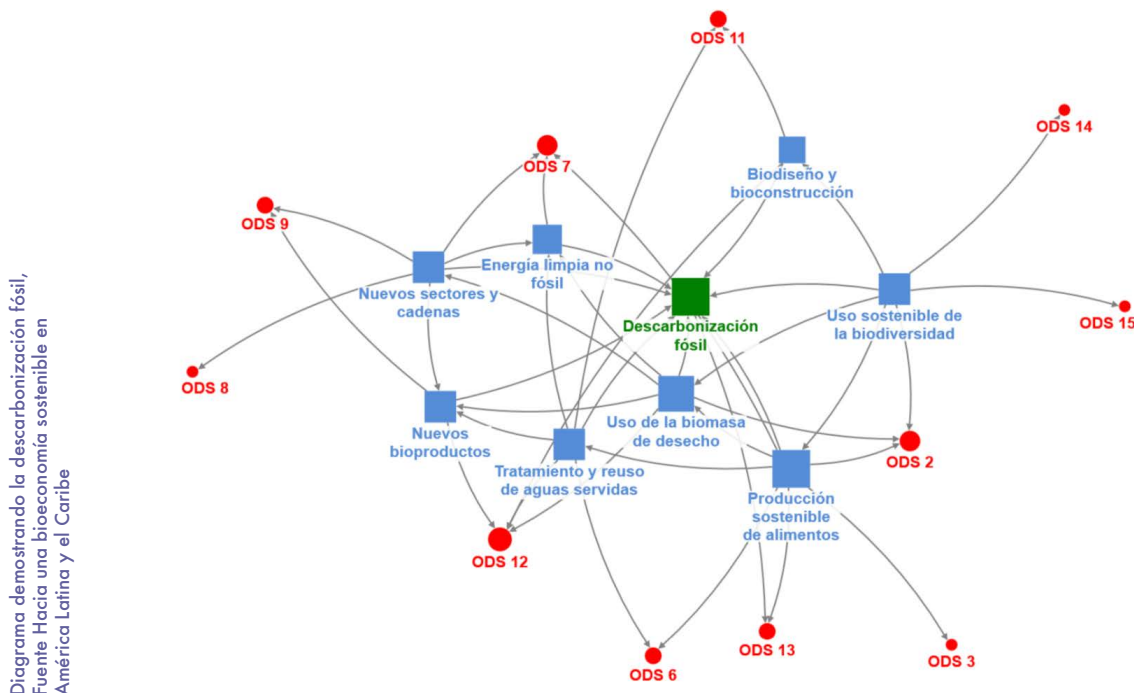 ODS 11
ODS 14
ODS 7
Biodiseño y
bioconstrucción
ODS 9
Energía limpia no
fósil
Nuevos sectores y
cadenas
Descarbonización
fósil
Uso sostenible de
la biodiversidad
ODS 15
ODS 8
Nuevos
bioproductos
Uso de la biomasa
de desecho
ODS 2
Tratamiento y reuso
de aguas servidas
Producción
sostenible
de alimentos
ODS 12
ODS 13
ODS 6
ODS 3
Diagrama demostrando la descarbonización fósil,
Fuente Hacia una bioeconomía sostenible en
América Latina y el Caribe